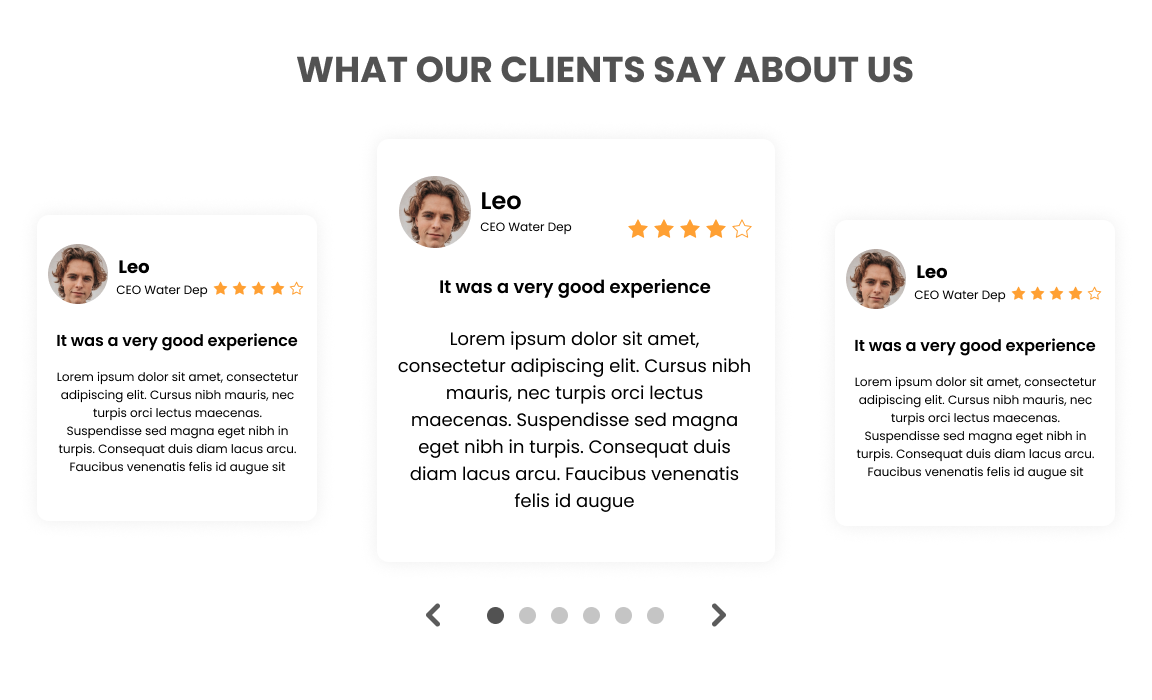 WHAT OUR CLIENTS SAY ABOUT US
Leo
CEO Water Dep
It was a very good experience
Lorem ipsum dolor sit amet, consectetur
adipiscing elit. Cursus nibh mauris, nec
turpis orci lectus maecenas.
Suspendisse sed magna eget nibh in
turpis. Consequat duis diam lacus arcu.
Faucibus venenatis felis id augue sit
Leo
CEO Water Dep
It was a very good experience
Lorem ipsum dolor sit amet,
consectetur adipiscing elit. Cursus nibh
mauris, nec turpis orci lectus
maecenas. Suspendisse sed magna
eget nibh in turpis. Consequat duis
diam lacus arcu. Faucibus venenatis
felis id augue
Leo
CEO Water Dep
It was a very good experience
Lorem ipsum dolor sit amet, consectetur
adipiscing elit. Cursus nibh mauris, nec
turpis orci lectus maecenas.
Suspendisse sed magna eget nibh in
turpis. Consequat duis diam lacus arcu.
Faucibus venenatis felis id augue sit